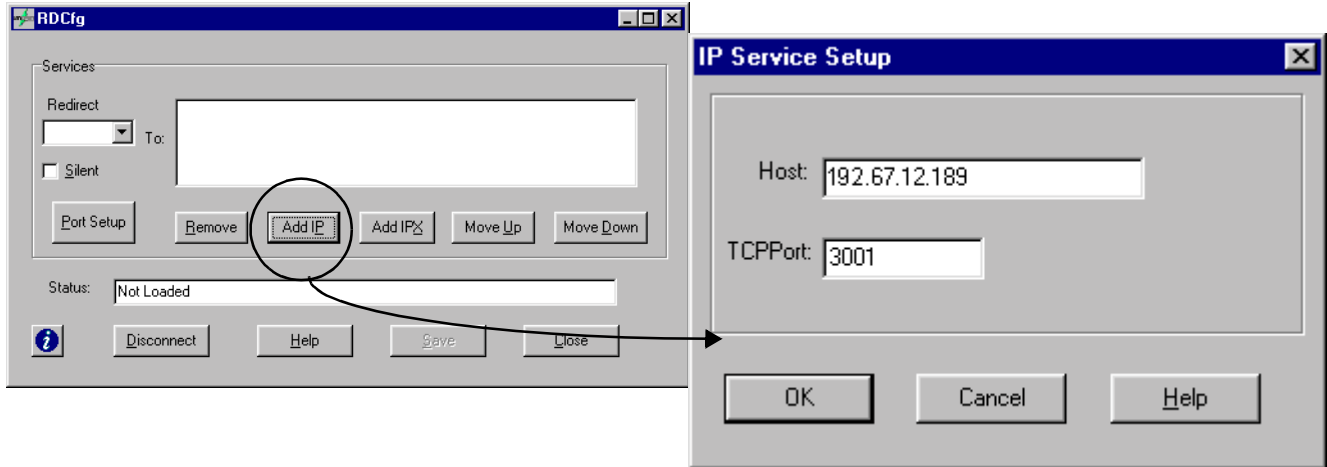 RDCfg
Services
Redirect
To:
Silent
Port Setup
Remove
Add IP
Add IPX
Move Up
Move Down
Status:
Not Loaded
Disconnect
Help
Save
Close
IP Service Setup
Host:
192.67.12.189
TCPPort:
3001
OK
Cancel
Help